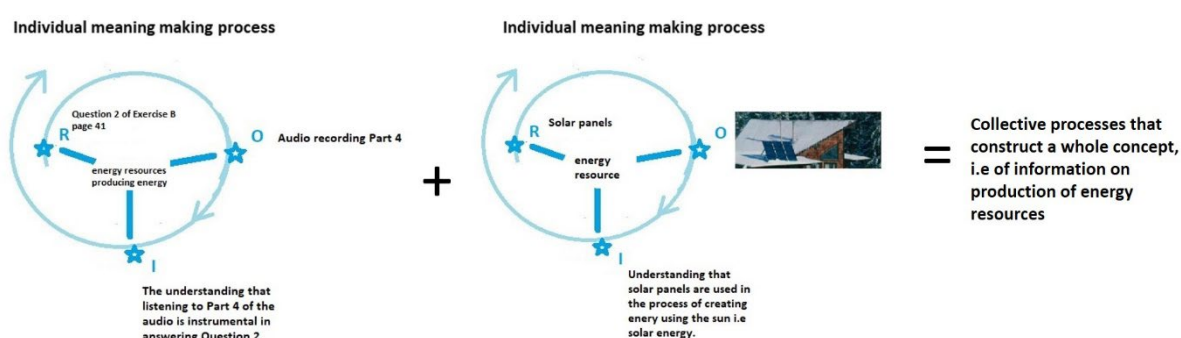 Individual meaning making process
Question 2 of Exercise B
page 41
R
O
Audio recording Part 4
energy resources
producing energy
I
The understanding that
listening to Part 4 of the
audio is instrumental in
answering Question 2
+
Individual meaning making process
Solar panels
R
O
energy
resource
I
Understanding that
solar panels are used in
the process of creating
enery using the sun i.e
solar energy.
=
Collective processes that
construct a whole concept,
i.e of information on
production of energy
resources